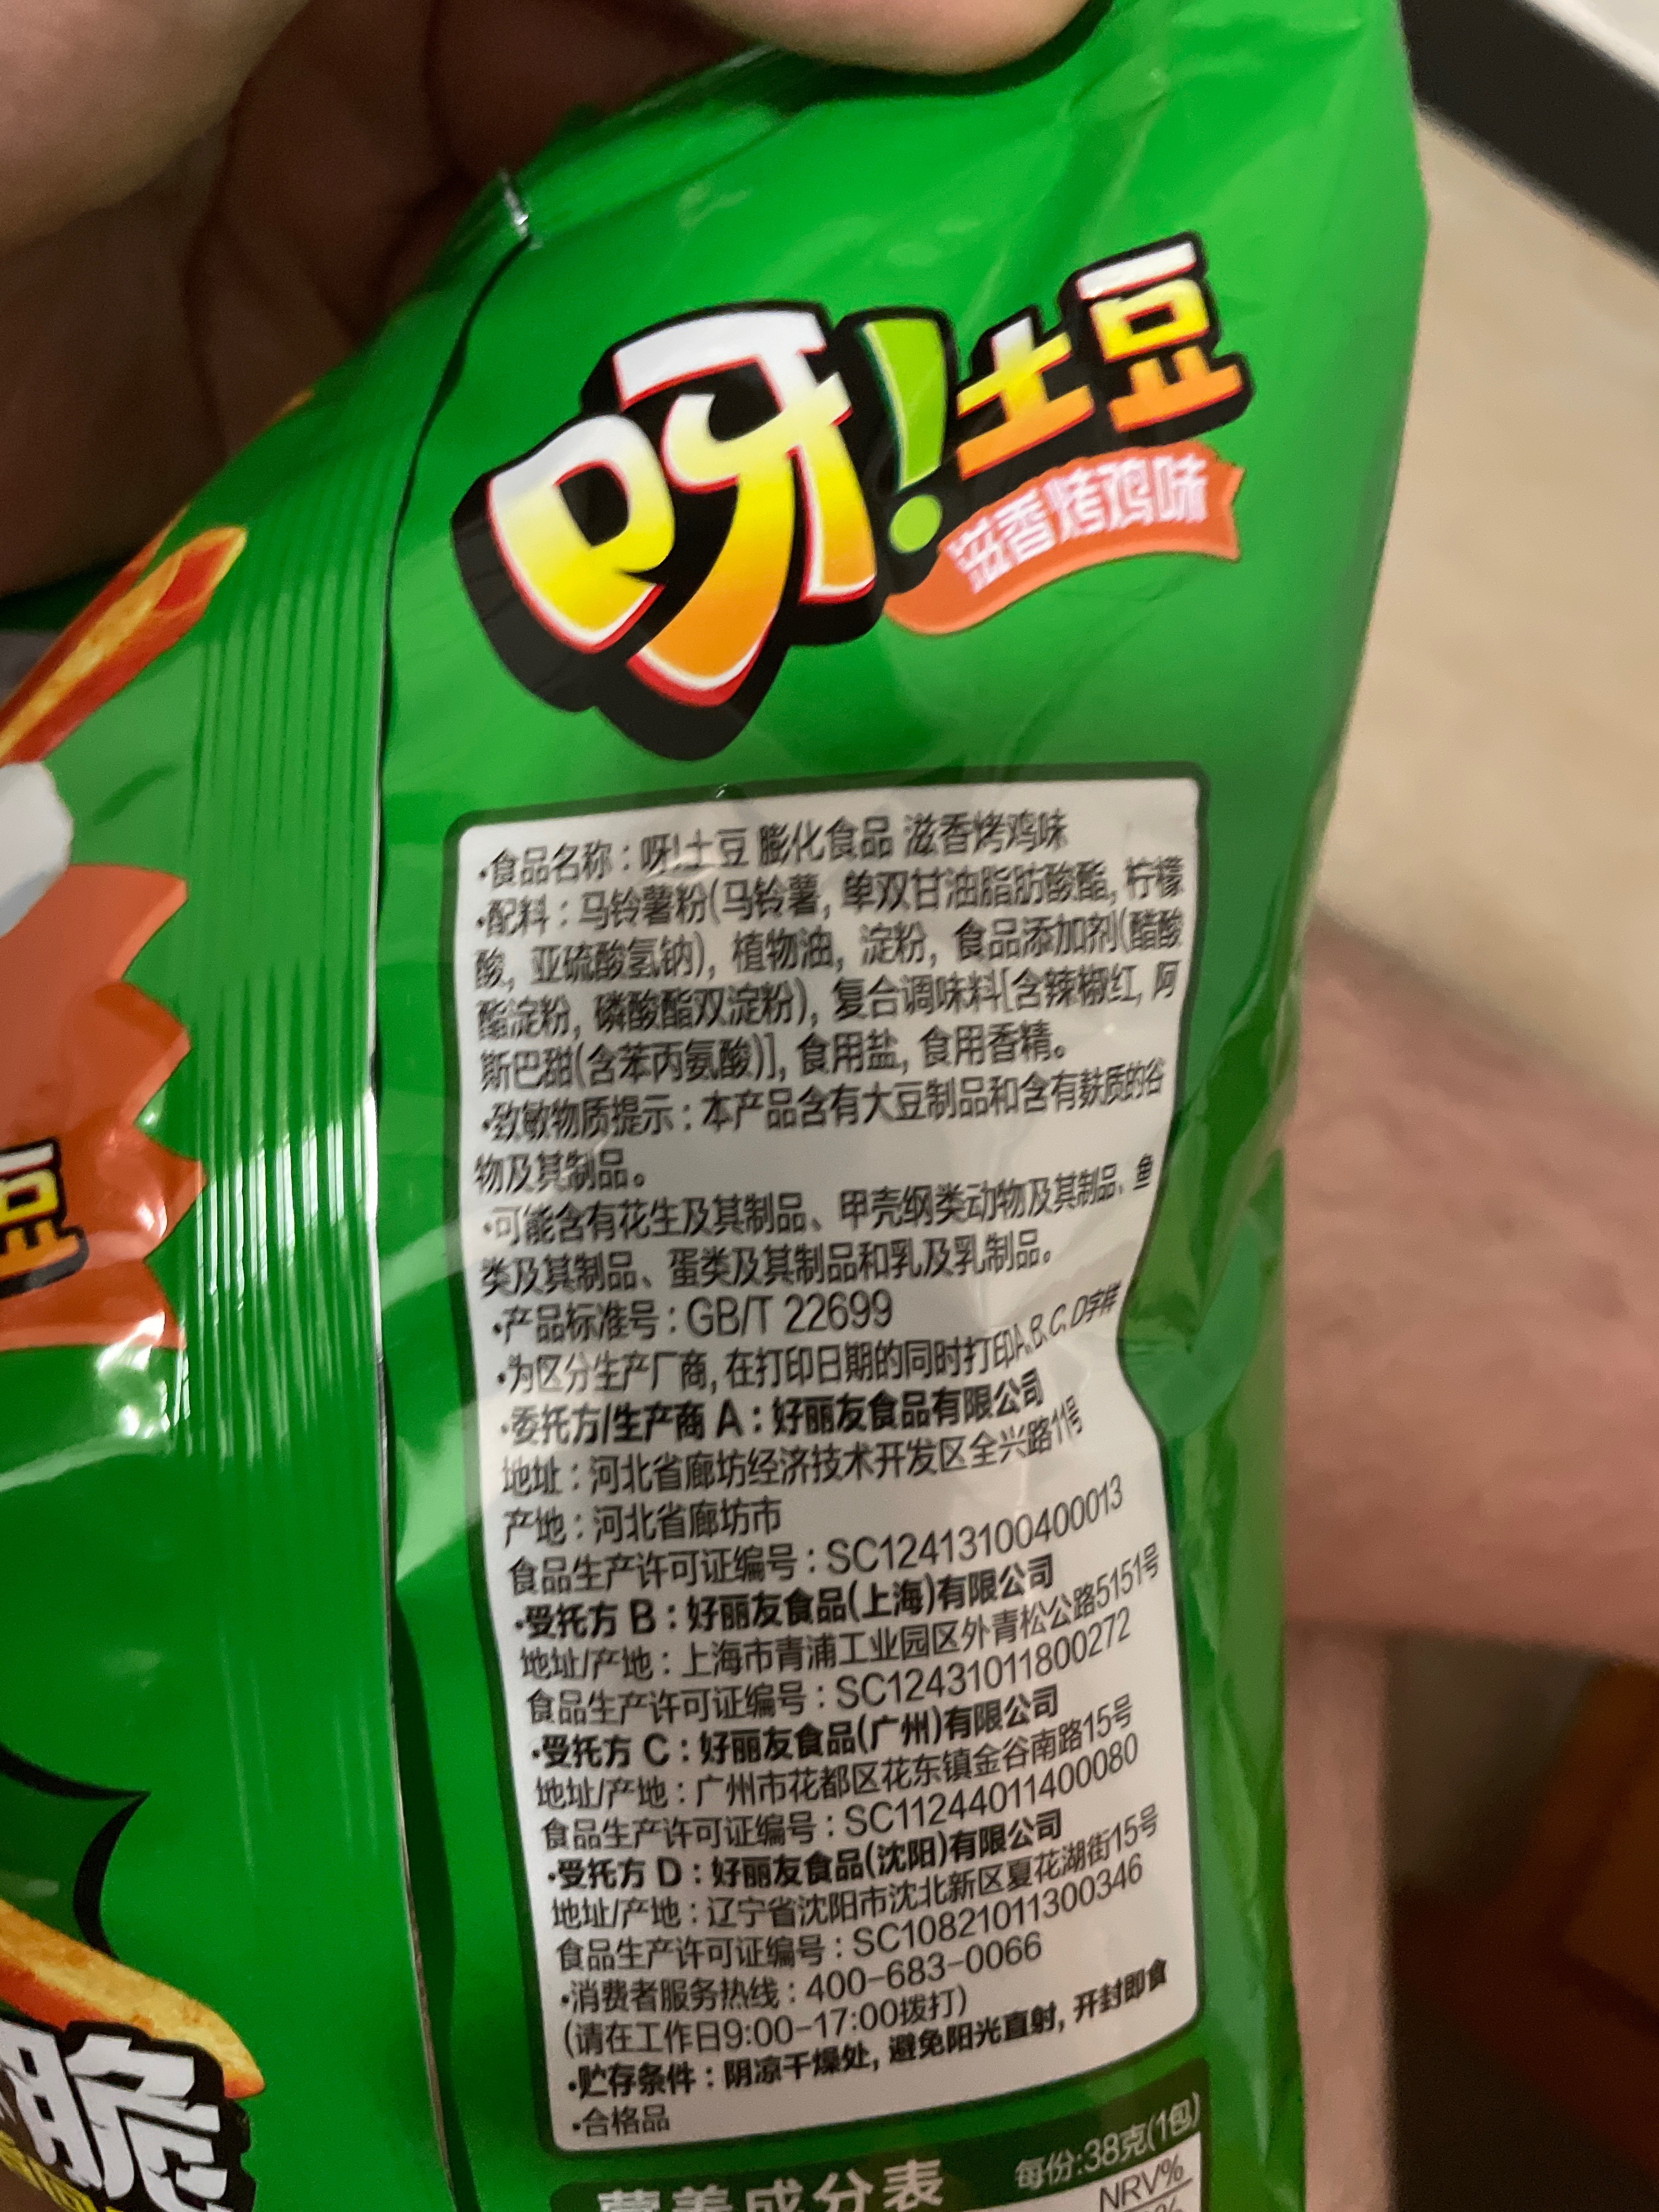 呀!土豆
滋香烤鸡味
·食品名称：呀!土豆 膨化食品 滋香烤鸡味
·配料：马铃薯粉(马铃薯, 单双甘油脂肪酸酯, 柠檬
酸, 亚硫酸氢钠), 植物油, 淀粉, 食品添加剂(醋酸
酯淀粉, 磷酸酯双淀粉), 复合调味料[含辣椒红, 阿
斯巴甜(含苯丙氨酸)], 食用盐, 食用香精。
·致敏物质提示：本产品含有大豆制品和含有麸质的谷
物及其制品。
·可能含有花生及其制品、甲壳纲类动物及其制品、鱼
类及其制品、蛋类及其制品和乳及乳制品。
·产品标准号：GB/T 22699
·为区分生产厂商, 在打印日期的同时打印A,B,C,D字样
·委托方/生产商 A：好丽友食品有限公司
地址：河北省廊坊经济技术开发区全兴路11号
产地：河北省廊坊市
食品生产许可证编号：SC12413100400013
·受托方 B：好丽友食品(上海)有限公司
地址/产地：上海市青浦工业园区外青松公路5151号
食品生产许可证编号：SC12431011800272
·受托方 C：好丽友食品(广州)有限公司
地址/产地：广州市花都区花东镇金谷南路15号
食品生产许可证编号：SC11244011400080
·受托方 D：好丽友食品(沈阳)有限公司
地址/产地：辽宁省沈阳市沈北新区夏花湖街15号
食品生产许可证编号：SC10821011300346
·消费者服务热线：400-683-0066
(请在工作日9:00-17:00拨打)
·贮存条件：阴凉干燥处, 避免阳光直射, 开封即食
·合格品
营养成分表 每份:38克(1包)
NRV%
豆
脆